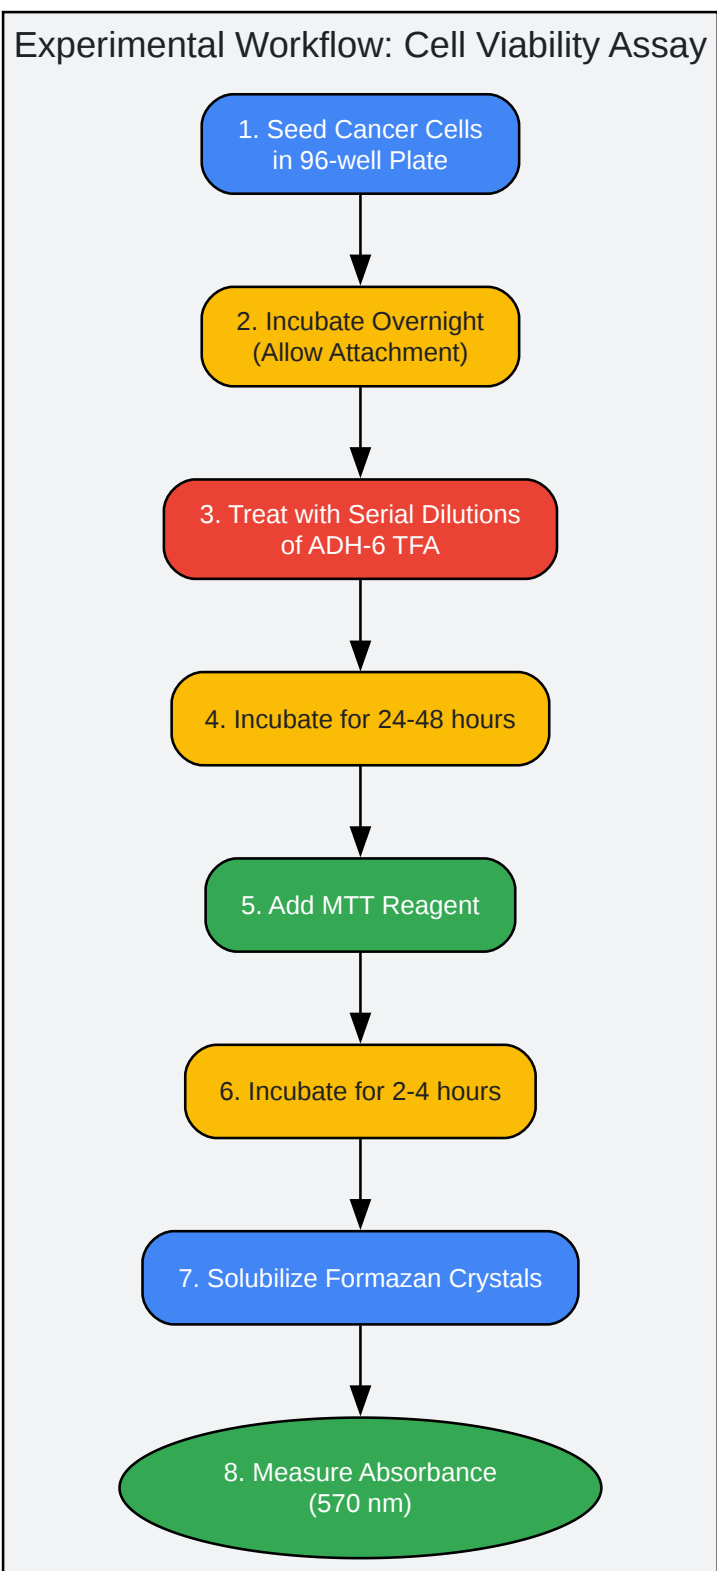 Experimental Workflow: Cell Viability Assay
1. Seed Cancer Cells
in 96-well Plate
2. Incubate Overnight
(Allow Attachment)
3. Treat with Serial Dilutions
of ADH-6 TFA
4. Incubate for 24-48 hours
5. Add MTT Reagent
6. Incubate for 2-4 hours
7. Solubilize Formazan Crystals
8. Measure Absorbance
(570 nm)